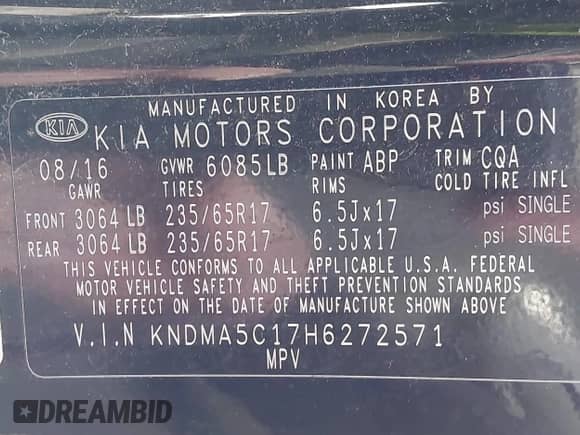 MANUFACTURED IN KOREA BY
KIA KIA MOTORS CORPORATION
08/16 GVWR 6085LB PAINT ABP TRIM CQA
GAWR TIRES RIMS COLD TIRE INFL
FRONT 3064 LB 235/65R17 6.5Jx17 psi SINGLE
REAR 3064 LB 235/65R17 6.5Jx17 psi SINGLE
THIS VEHICLE CONFORMS TO ALL APPLICABLE U.S.A. FEDERAL
MOTOR VEHICLE SAFETY AND THEFT PREVENTION STANDARDS
IN EFFECT ON THE DATE OF MANUFACTURE SHOWN ABOVE
V.I.N KNDMA5C17H6272571
MPV
DREAMBID